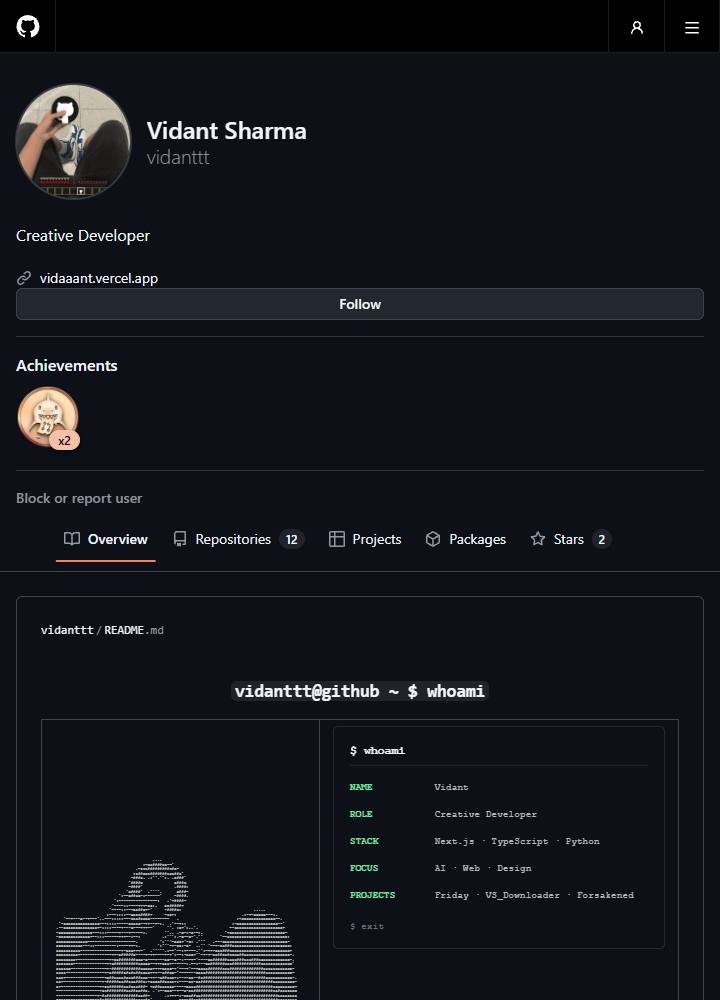 Vidant Sharma
vidanttt
Creative Developer
vidaaant.vercel.app
Follow
Achievements
x2
Block or report user
Overview
Repositories 12
Projects
Packages
Stars 2
vidanttt/README.md
vidanttt@github ~ $ whoami
$ whoami
NAME Vidant
ROLE Creative Developer
STACK Next.js · TypeScript · Python
FOCUS AI · Web · Design
PROJECTS Friday · VS_Downloader · Forsakened
$ exit